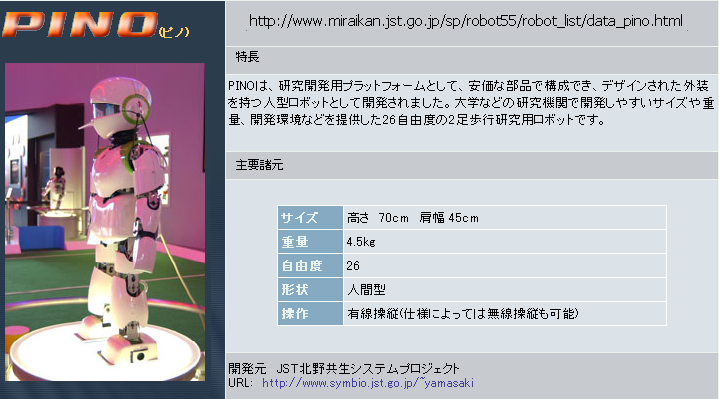 PINO(ピノ)
http://www.miraikan.jst.go.jp/sp/robot55/robot_list/data_pino.html
特長
PINOは、研究開発用プラットフォームとして、安価な部品で構成でき、デザインされた外装
を持つ人型ロボットとして開発されました。大学などの研究機関で開発しやすいサイズや重
量、開発環境などを提供した26自由度の2足歩行研究用ロボットです。
主要諸元
サイズ 高さ 70cm 肩幅 45cm
重量 4.5kg
自由度 26
形状 人間型
操作 有線操縦(仕様によっては無線操縦も可能)
開発元 JST北野共生システムプロジェクト
URL: http://www.symbio.jst.go.jp/~yamasaki